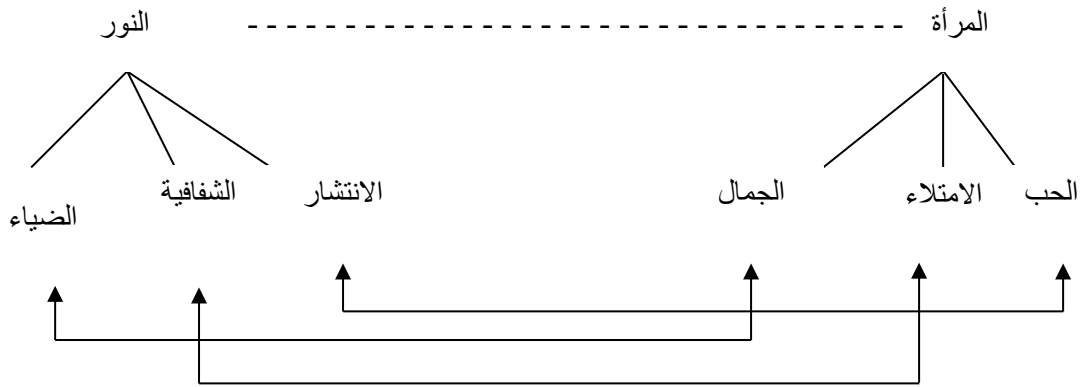 المرأة - - - - - - - - - - - - - - - - - - - - - - - - - - - - - - - - النور
الحب الامتلاء الجمال الانتشار الشفافية الضياء